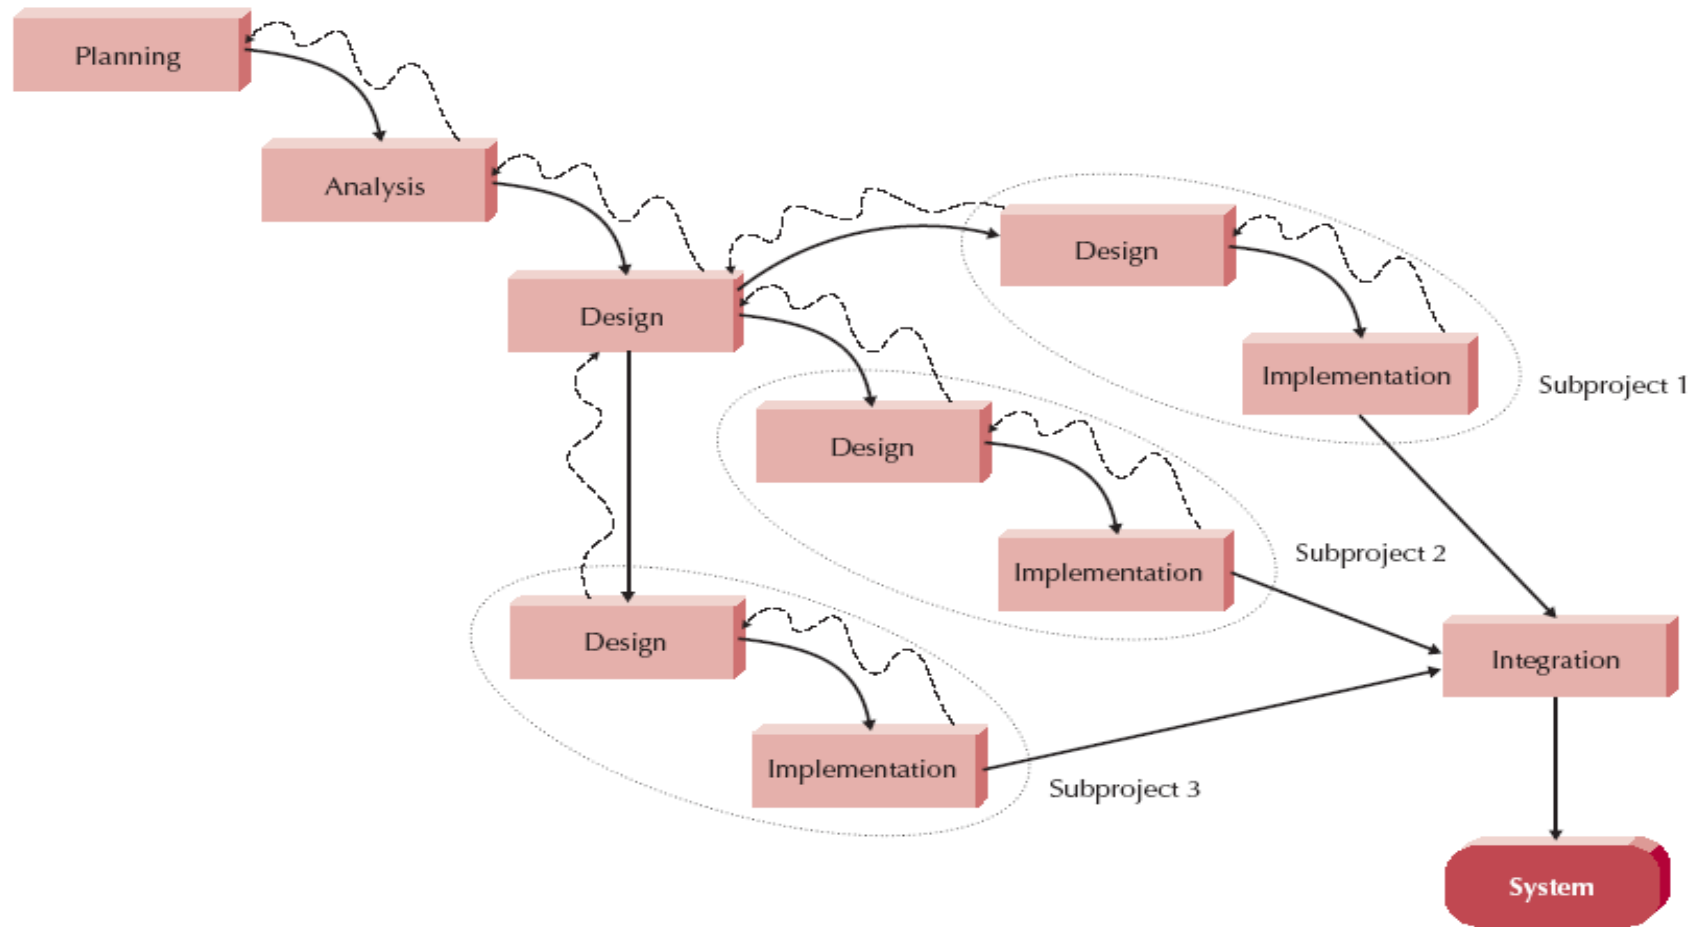 Planning
Analysis
Design
Design
Implementation
Subproject 1
Design
Implementation
Subproject 2
Design
Implementation
Subproject 3
Integration
System